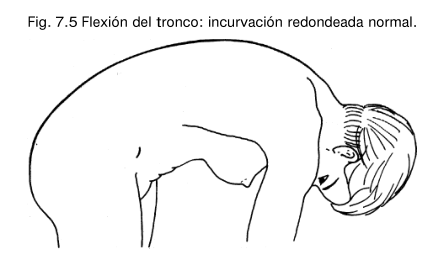 Fig. 7.5 Flexión del tronco: incurvación redondeada normal.